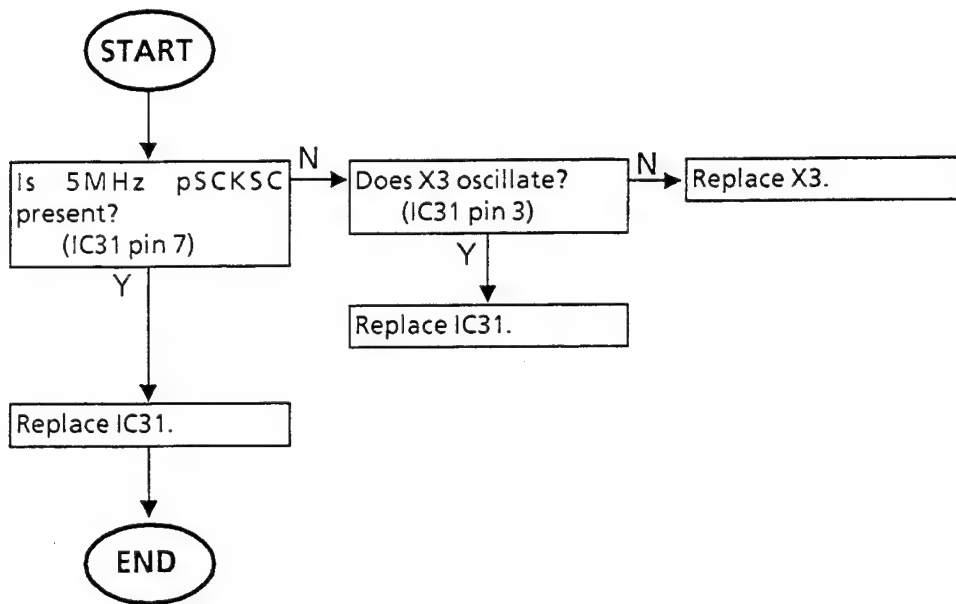 START
Is 5MHz pSCKSC
present?
(IC31 pin 7)
N
Does X3 oscillate?
(IC31 pin 3)
N
Replace X3.
Y
Y
Replace IC31.
Replace IC31.
END